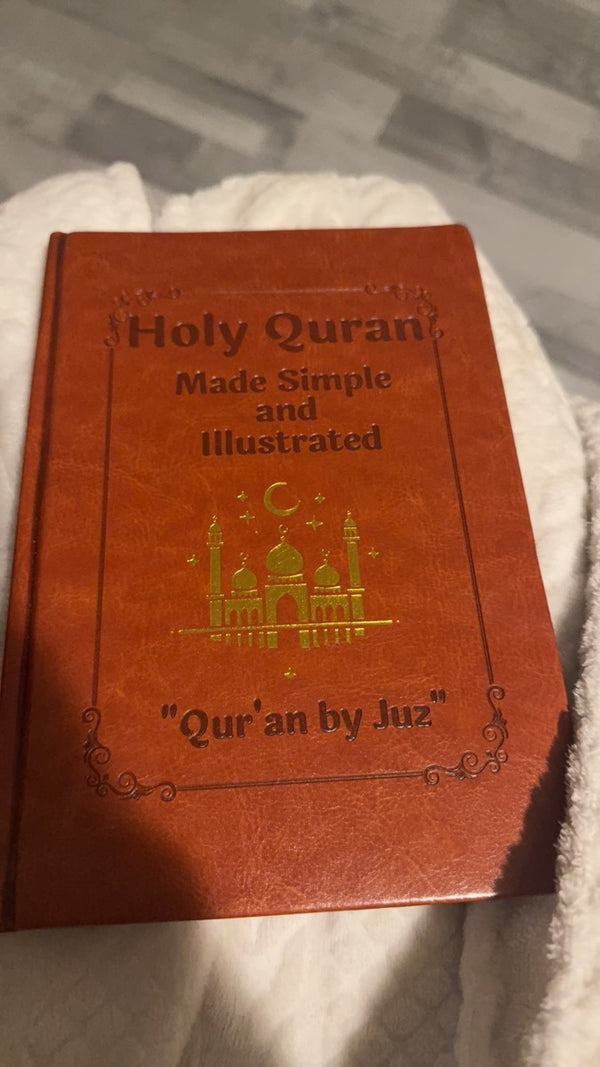 Holy Quran
Made Simple
and
Illustrated
"Qur'an by Juz"